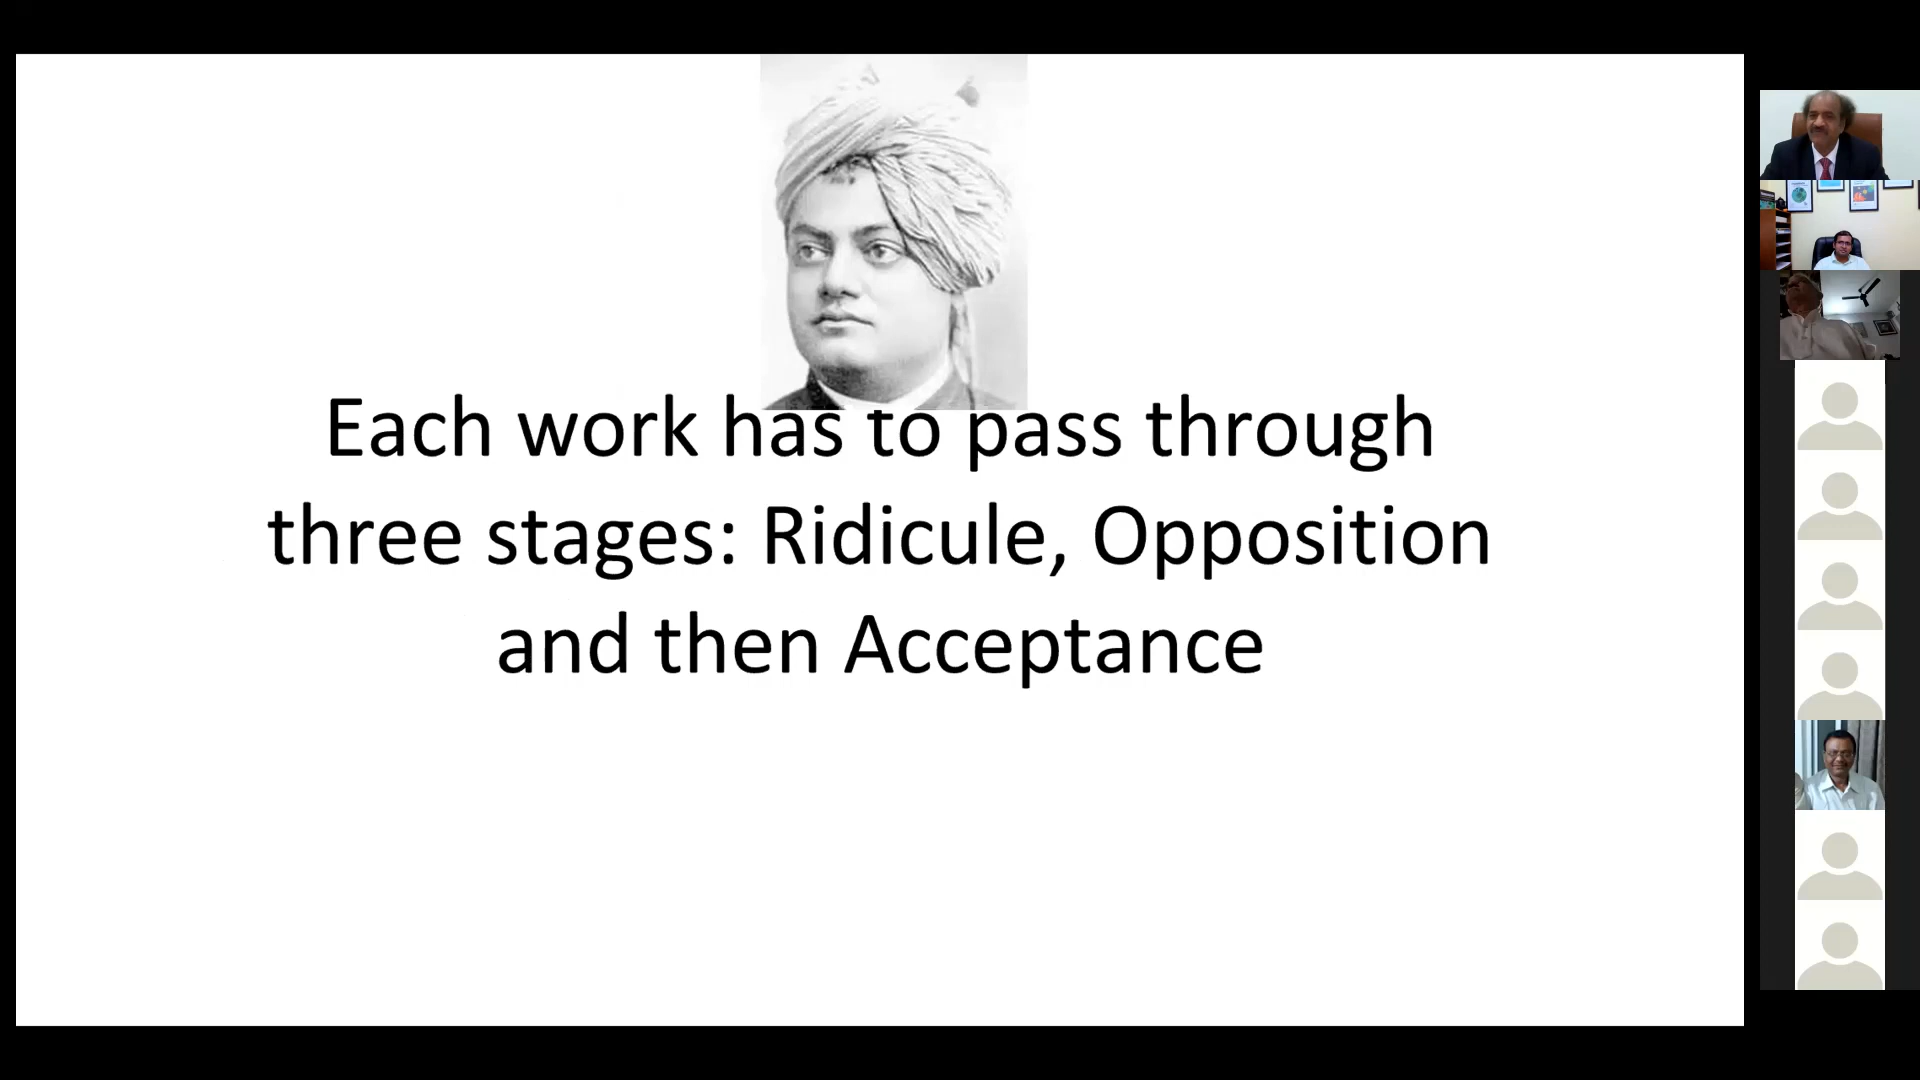 Each work has to pass through
three stages: Ridicule, Opposition
and then Acceptance